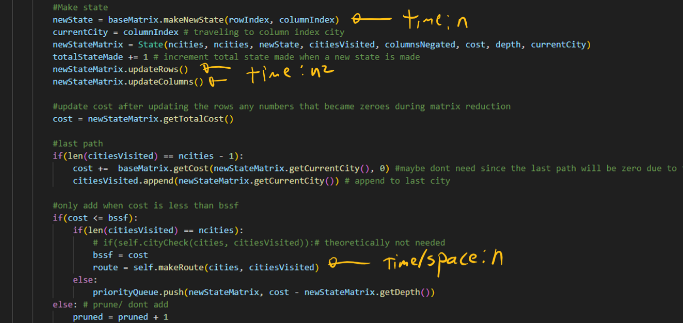 #Make state
newState = baseMatrix.makeNewState(rowIndex, columnIndex) time: n
currentCity = columnIndex # traveling to column index city
newStateMatrix = State(ncities, ncities, newState, citiesVisited, columnsNegated, cost, depth, currentCity)
totalStateMade += 1 # increment total state made when a new state is made
newStateMatrix.updateRows() time: n²
newStateMatrix.updateColumns()
#update cost after updating the rows any numbers that became zeroes during matrix reduction
cost = newStateMatrix.getTotalCost()
#last path
if(len(citiesVisited) == ncities - 1):
cost += baseMatrix.getCost(newStateMatrix.getCurrentCity(), 0) #maybe dont need since the last path will be zero due to
citiesVisited.append(newStateMatrix.getCurrentCity()) # append to last city
#only add when cost is less than bssf
if(cost <= bssf):
if(len(citiesVisited) == ncities):
# if(self.cityCheck(cities, citiesVisited)):# theoretically not needed
bssf = cost
route = self.makeRoute(cities, citiesVisited) Time/space: n
else:
priorityQueue.push(newStateMatrix, cost - newStateMatrix.getDepth())
else: # prune/ dont add
pruned = pruned + 1